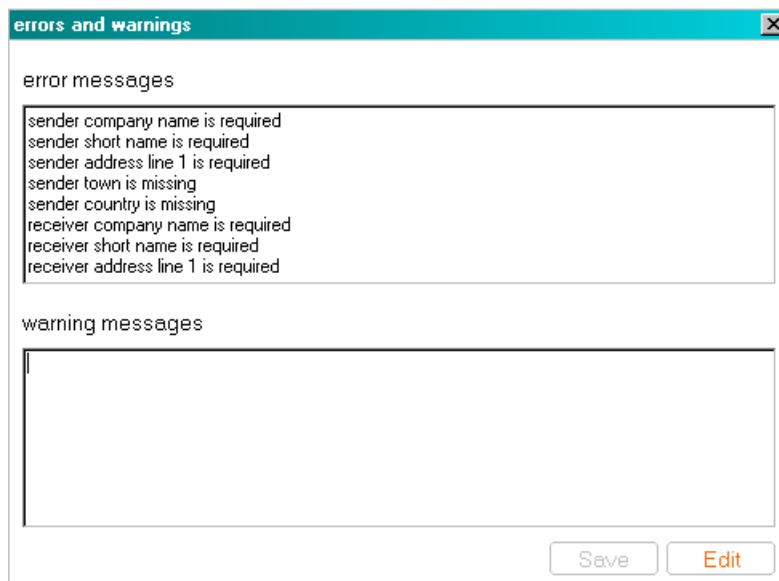 errors and warnings
error messages
sender company name is required
sender short name is required
sender address line 1 is required
sender town is missing
sender country is missing
receiver company name is required
receiver short name is required
receiver address line 1 is required
warning messages
Save
Edit